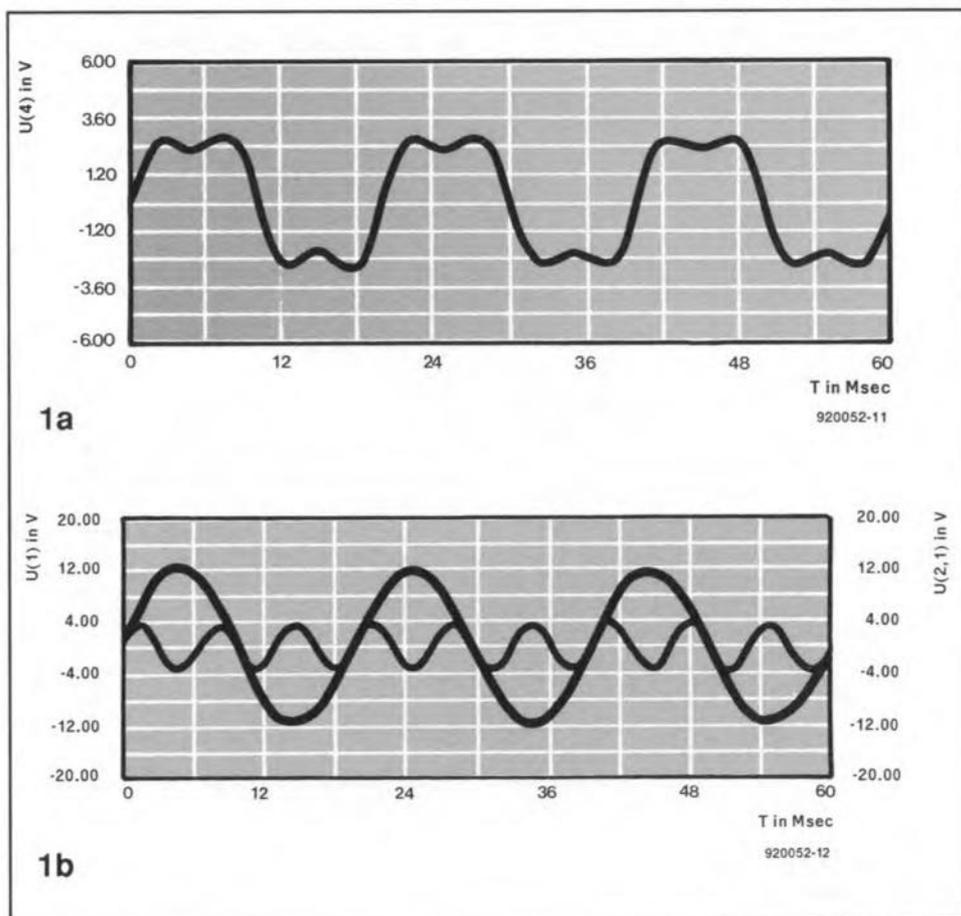 U(4) in V
6.00
3.60
1.20
-1.20
-3.60
-6.00
0 12 24 36 48 60
T in Msec
920052-11
1a
U(1) in V
20.00
12.00
4.00
-4.00
-12.00
-20.00
20.00
12.00
4.00
-4.00
-12.00
-20.00
U(2,1) in V
0 12 24 36 48 60
T in Msec
920052-12
1b